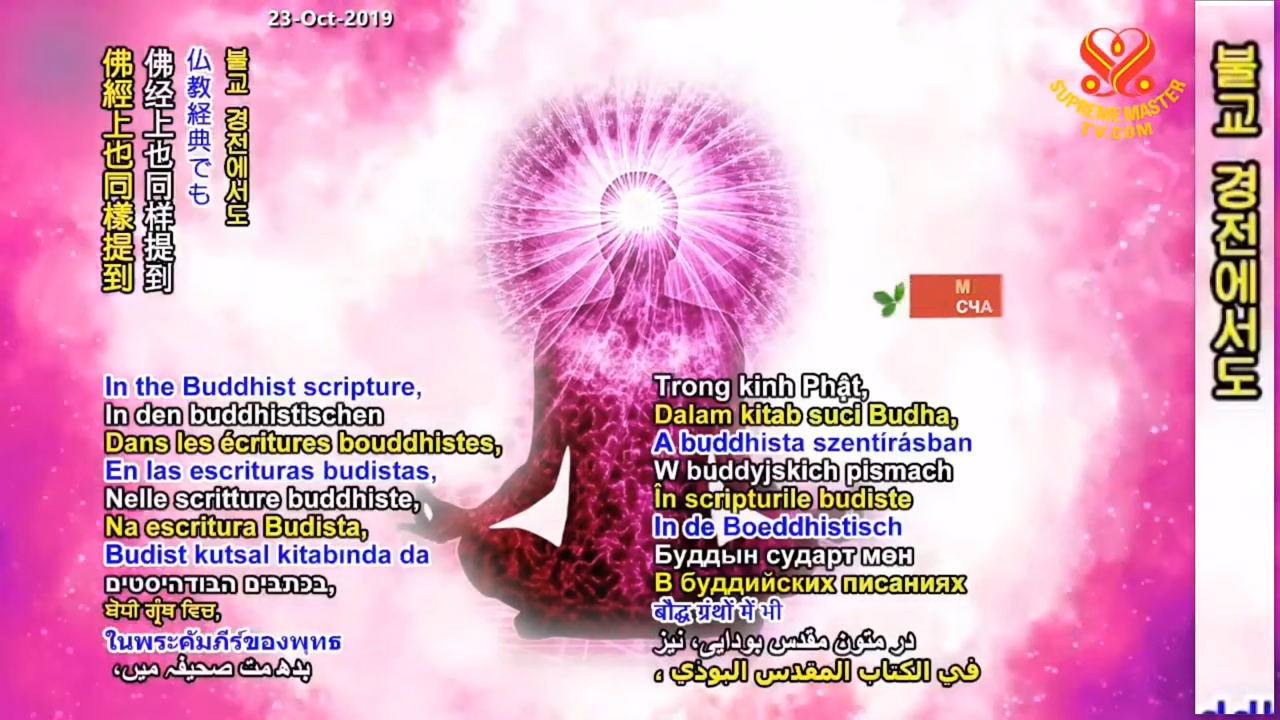 23-Oct-2019
불교 경전에서도
仏教経典でも
佛经上也同样提到
佛經上也同樣提到
SUPREME MASTER
TV.COM
М
СЧА
In the Buddhist scripture,
In den buddhistischen
Dans les écritures bouddhistes,
En las escrituras budistas,
Nelle scritture buddhiste,
Na escritura Budista,
Budist kutsal kitabında da
בכתבים הבודהיסטים,
ਬੋਧੀ ਗ੍ਰੰਥ ਵਿਚ,
ในพระคัมภีร์ของพุทธ
بدھ مت صحیفہ میں،
Trong kinh Phật,
Dalam kitab suci Budha,
A buddhista szentírásban
W buddyjskich pismach
În scripturile budiste
In de Boeddhistisch
Буддын сударт мөн
В буддийских писаниях
बौद्ध ग्रंथों में भी
در متون مقدس بودایی، نیز
في الكتاب المقدس البوذي ،
불교 경전에서도